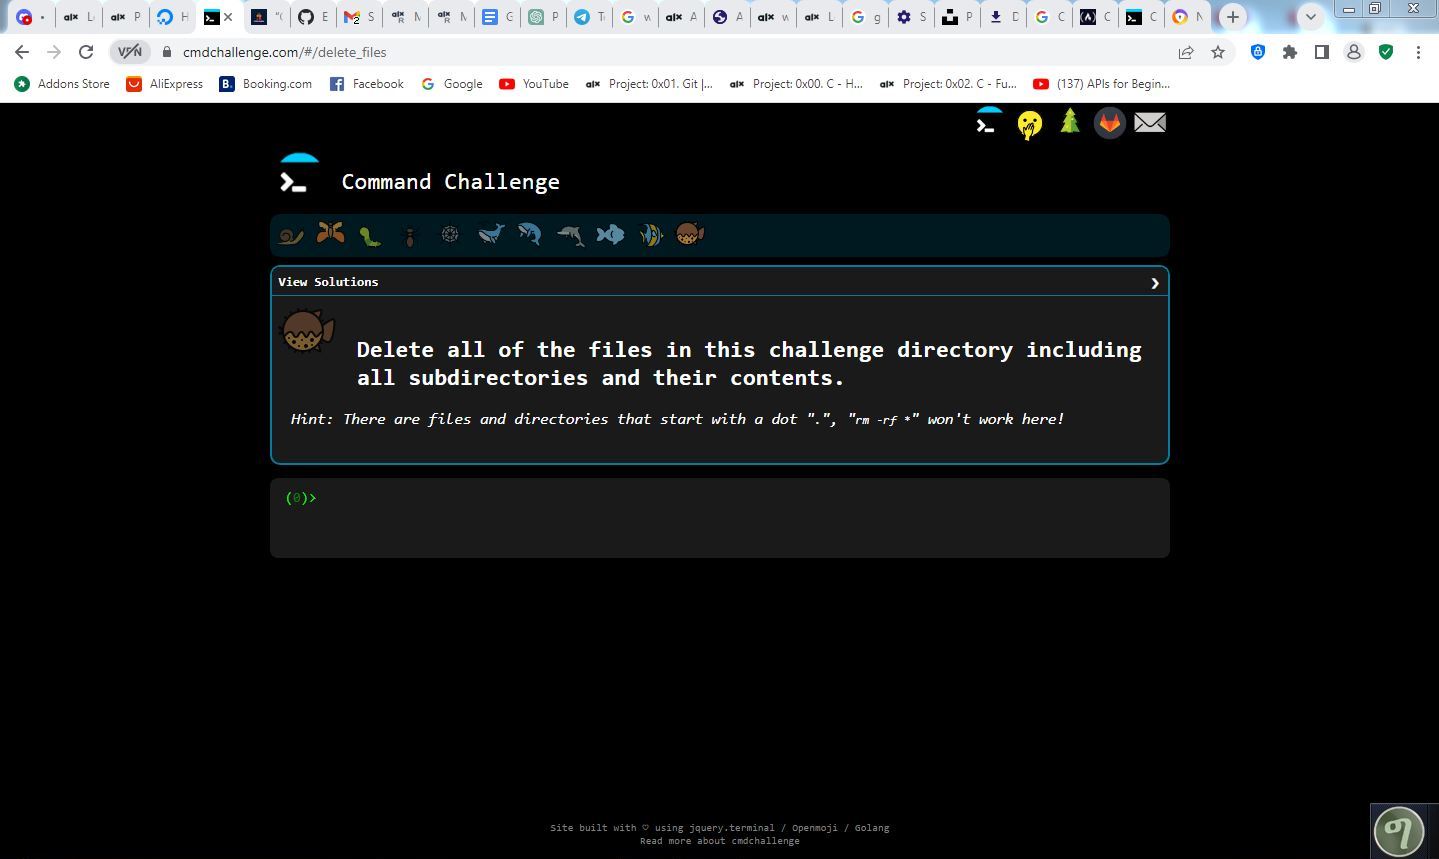 VPN
cmdchallenge.com/#/delete_files
Addons Store AliExpress Booking.com Facebook Google YouTube Project: 0x01. Git |... Project: 0x00. C - H... Project: 0x02. C - Fu... (137) APIs for Begin...
Command Challenge
View Solutions
Delete all of the files in this challenge directory including
all subdirectories and their contents.
Hint: There are files and directories that start with a dot ".", "rm -rf *" won't work here!
(0)>
Site built with ♡ using jquery.terminal / Openmoji / Golang
Read more about cmdchallenge